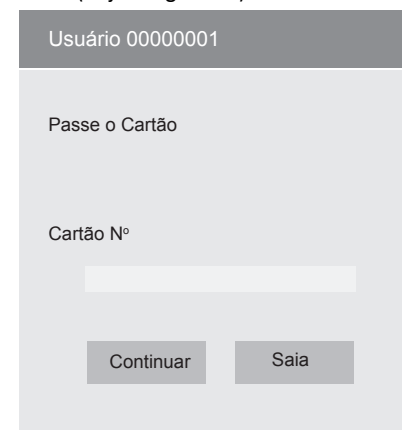 Usuário 00000001
Passe o Cartão
Cartão Nº
Continuar Saia